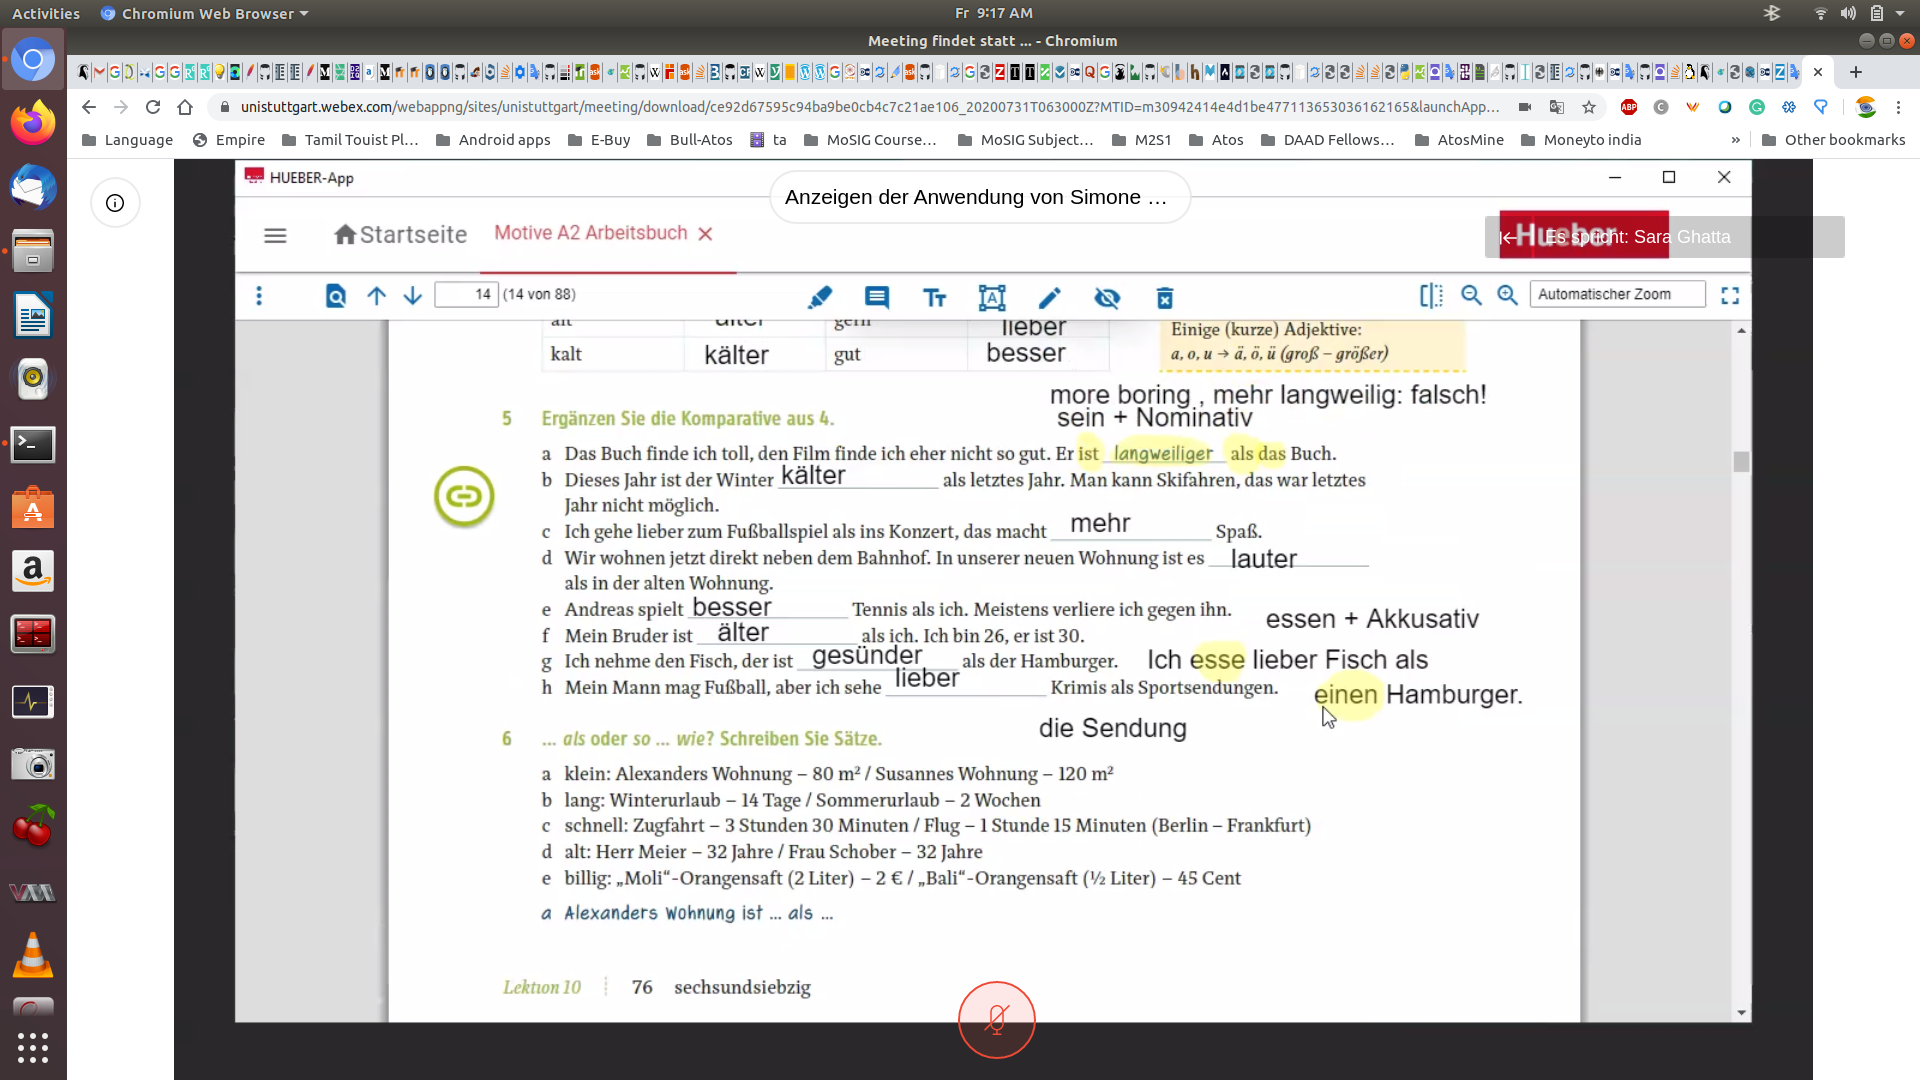 Activities
Chromium Web Browser
Fr 9:17 AM
Meeting findet statt ... - Chromium
unistuttgart.webex.com/webappng/sites/unistuttgart/meeting/download/ce92d67595c94ba9be0cb4c7c21ae106_20200731T063000Z?MTID=m30942414e4d1be477113653036162165&launchApp...
Language Empire Tamil Touist Pl... Android apps E-Buy Bull-Atos ta MoSIG Course... MoSIG Subject... M2S1 Atos DAAD Fellows... AtosMine Moneyto india » Other bookmarks
HUEBER-App
Anzeigen der Anwendung von Simone ...
Startseite
Motive A2 Arbeitsbuch
Hueber
Es spricht: Sara Ghatta
14 (14 von 88)
Automatischer Zoom
alt älter gern lieber
kalt kälter gut besser
Einige (kurze) Adjektive:
a, o, u → ä, ö, ü (groß – größer)
more boring , mehr langweilig: falsch!
sein + Nominativ
5 Ergänzen Sie die Komparative aus 4.
a Das Buch finde ich toll, den Film finde ich eher nicht so gut. Er ist langweiliger als das Buch.
b Dieses Jahr ist der Winter kälter als letztes Jahr. Man kann Skifahren, das war letztes
Jahr nicht möglich.
c Ich gehe lieber zum Fußballspiel als ins Konzert, das macht mehr Spaß.
d Wir wohnen jetzt direkt neben dem Bahnhof. In unserer neuen Wohnung ist es lauter
als in der alten Wohnung.
e Andreas spielt besser Tennis als ich. Meistens verliere ich gegen ihn.
essen + Akkusativ
f Mein Bruder ist älter als ich. Ich bin 26, er ist 30.
g Ich nehme den Fisch, der ist gesünder als der Hamburger.
Ich esse lieber Fisch als
h Mein Mann mag Fußball, aber ich sehe lieber Krimis als Sportsendungen.
einen Hamburger.
die Sendung
6 ... als oder so ... wie? Schreiben Sie Sätze.
a klein: Alexanders Wohnung – 80 m² / Susannes Wohnung – 120 m²
b lang: Winterurlaub – 14 Tage / Sommerurlaub – 2 Wochen
c schnell: Zugfahrt – 3 Stunden 30 Minuten / Flug – 1 Stunde 15 Minuten (Berlin – Frankfurt)
d alt: Herr Meier – 32 Jahre / Frau Schober – 32 Jahre
e billig: „Moli“-Orangensaft (2 Liter) – 2 € / „Bali“-Orangensaft (½ Liter) – 45 Cent
a Alexanders Wohnung ist ... als ...
Lektion 10 76 sechsundsiebzig